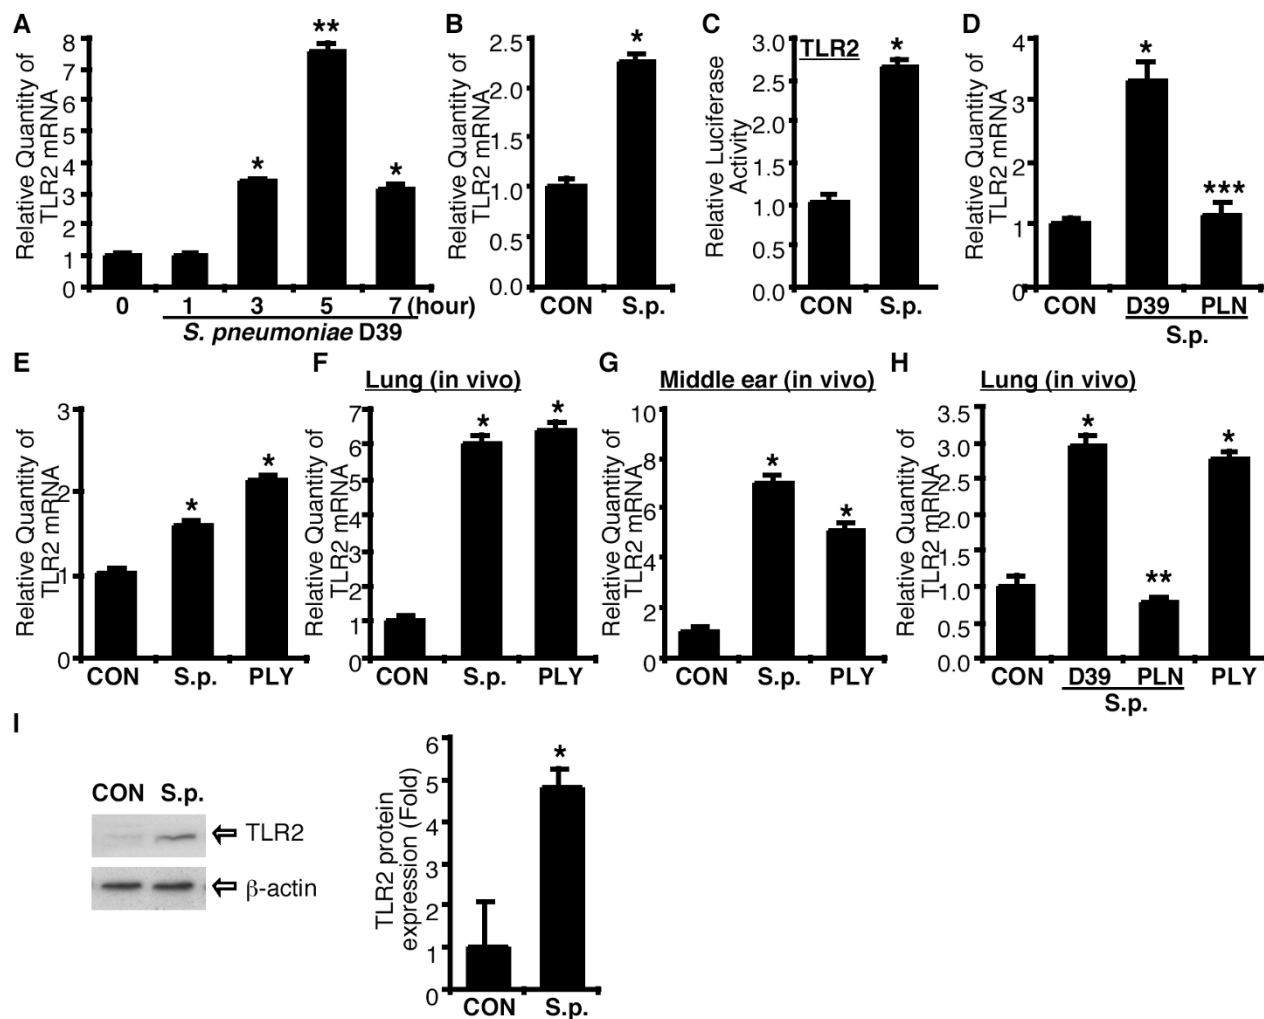 A
Relative Quantity of
TLR2 mRNA
8
7
6
5
4
3
2
1
0
**
*
*
0 1 3 5 7 (hour)
S. pneumoniae D39
B
Relative Quantity of
TLR2 mRNA
2.5
2.0
1.5
1.0
0.5
0.0
*
CON S.p.
C
TLR2
Relative Luciferase
Activity
3.0
2.5
2.0
1.5
1.0
0.5
0.0
*
CON S.p.
D
Relative Quantity of
TLR2 mRNA
4
3
2
1
0
*
***
CON D39 PLN
S.p.
E
Relative Quantity of
TLR2 mRNA
3
2
1
0
*
*
CON S.p. PLY
F
Lung (in vivo)
Relative Quantity of
TLR2 mRNA
7
6
5
4
3
2
1
0
*
*
CON S.p. PLY
G
Middle ear (in vivo)
Relative Quantity of
TLR2 mRNA
10
8
6
4
2
0
*
*
CON S.p. PLY
H
Lung (in vivo)
Relative Quantity of
TLR2 mRNA
3.5
3.0
2.5
2.0
1.5
1.0
0.5
0.0
*
**
*
CON D39 PLN PLY
S.p.
I
CON S.p.
TLR2
β-actin
TLR2 protein
expression (Fold)
6
5
4
3
2
1
0
*
CON S.p.